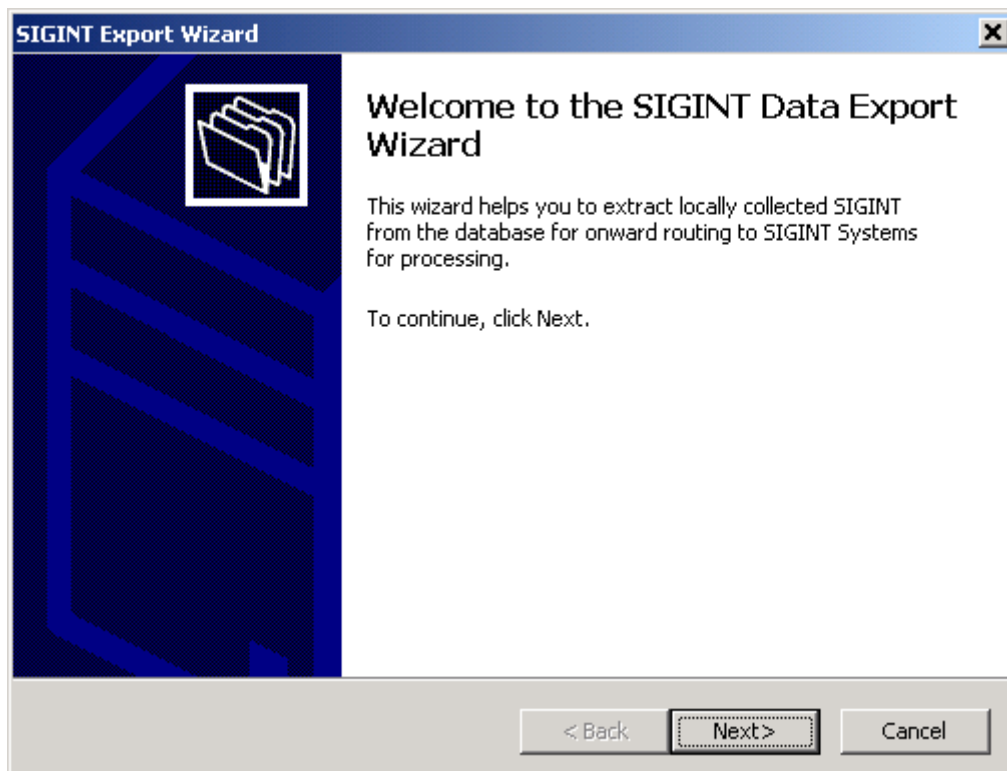 SIGINT Export Wizard
Welcome to the SIGINT Data Export
Wizard
This wizard helps you to extract locally collected SIGINT
from the database for onward routing to SIGINT Systems
for processing.
To continue, click Next.
< Back
Next>
Cancel